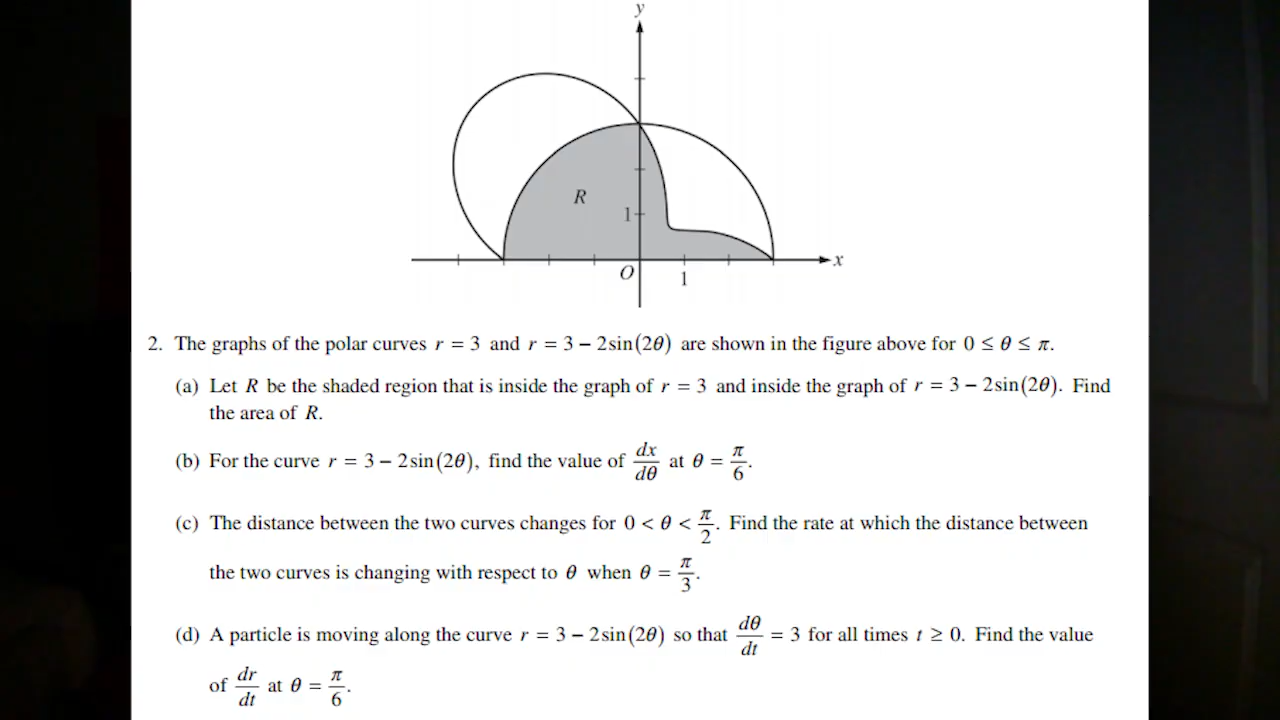 y
R
1
O
1
x
2. The graphs of the polar curves r = 3 and r = 3 − 2sin(2θ) are shown in the figure above for 0 ≤ θ ≤ π.
(a) Let R be the shaded region that is inside the graph of r = 3 and inside the graph of r = 3 − 2sin(2θ). Find
the area of R.
(b) For the curve r = 3 − 2sin(2θ), find the value of dx/dθ at θ = π/6.
(c) The distance between the two curves changes for 0 < θ < π/2. Find the rate at which the distance between
the two curves is changing with respect to θ when θ = π/3.
(d) A particle is moving along the curve r = 3 − 2sin(2θ) so that dθ/dt = 3 for all times t ≥ 0. Find the value
of dr/dt at θ = π/6.